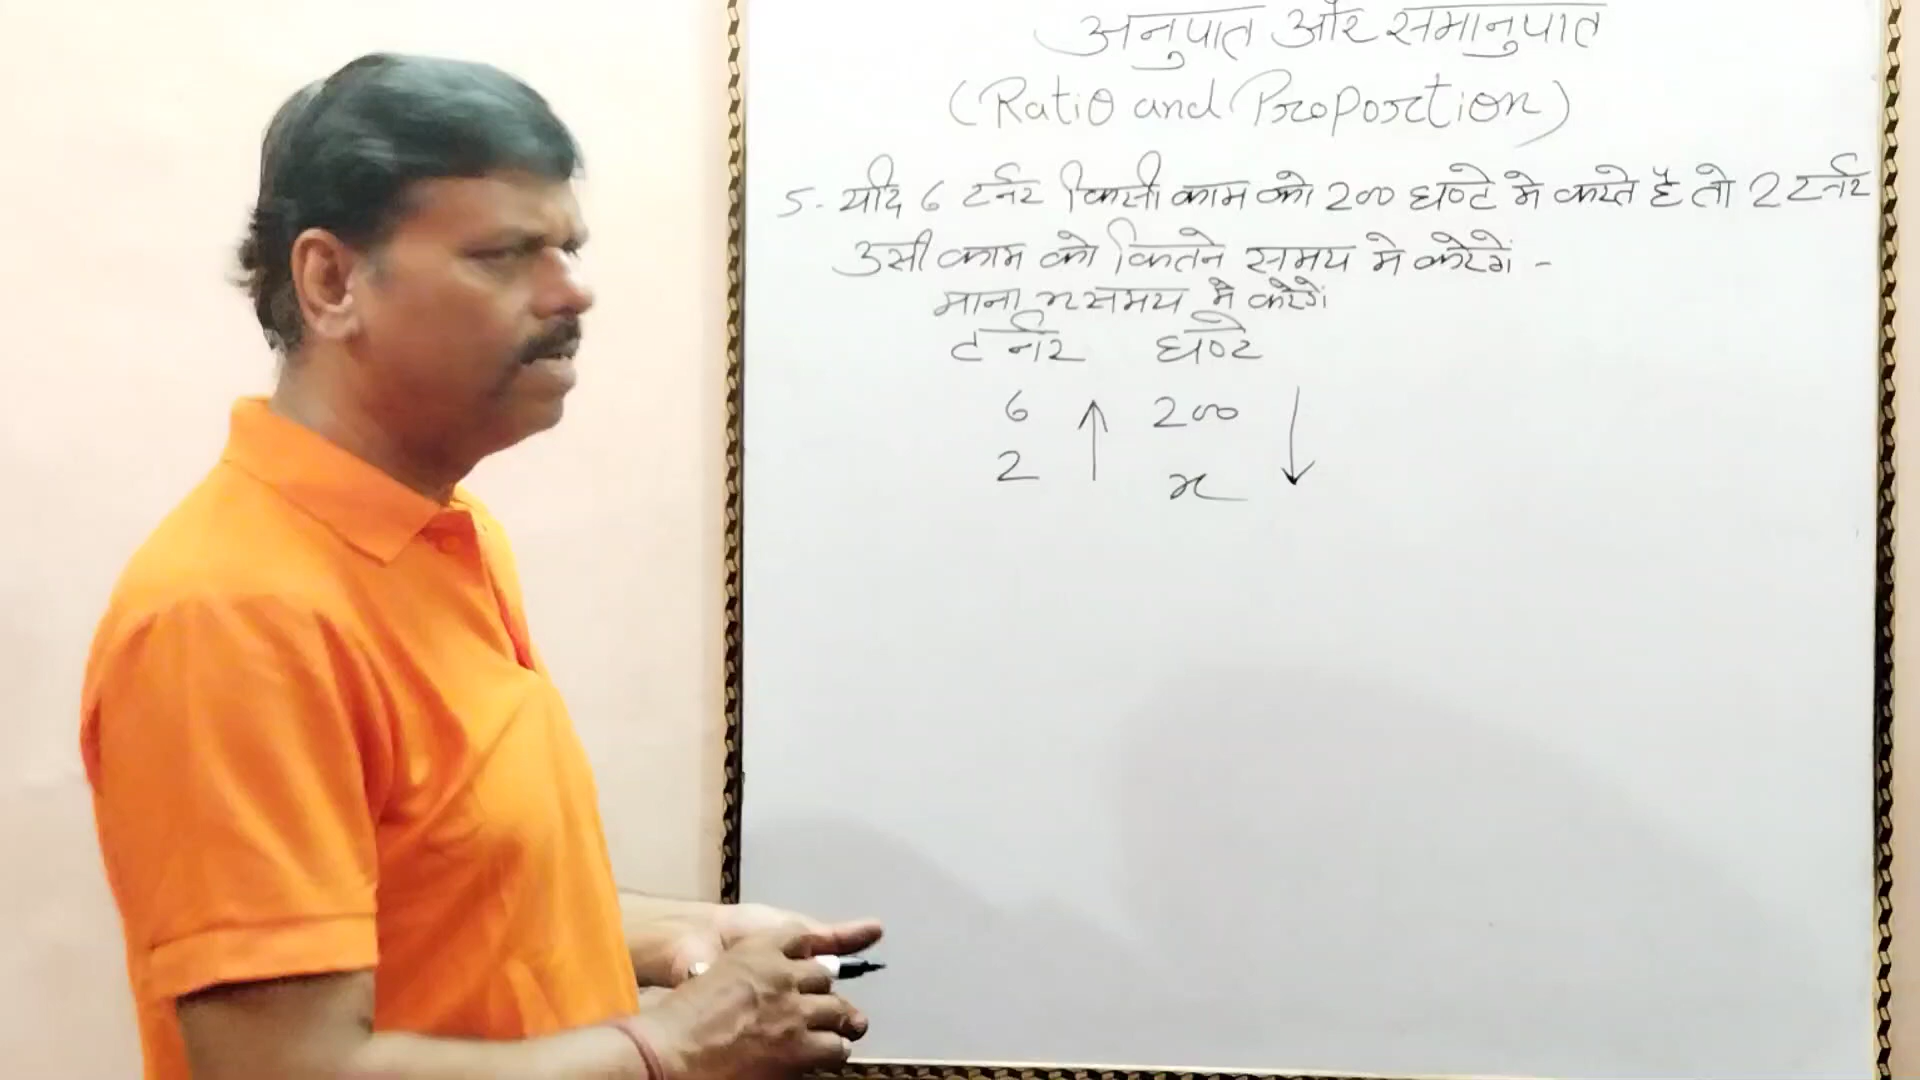 अनुपात और समानुपात
(Ratio and Proportion)
5- यदि 6 टर्नर किसी काम को 200 घण्टे मे करते है तो 2 टर्नर
उसी काम को कितने समय मे करेगें -
माना x समय मे करेगें
टर्नर घण्टे
6 ↑ 200 ↓
2 x